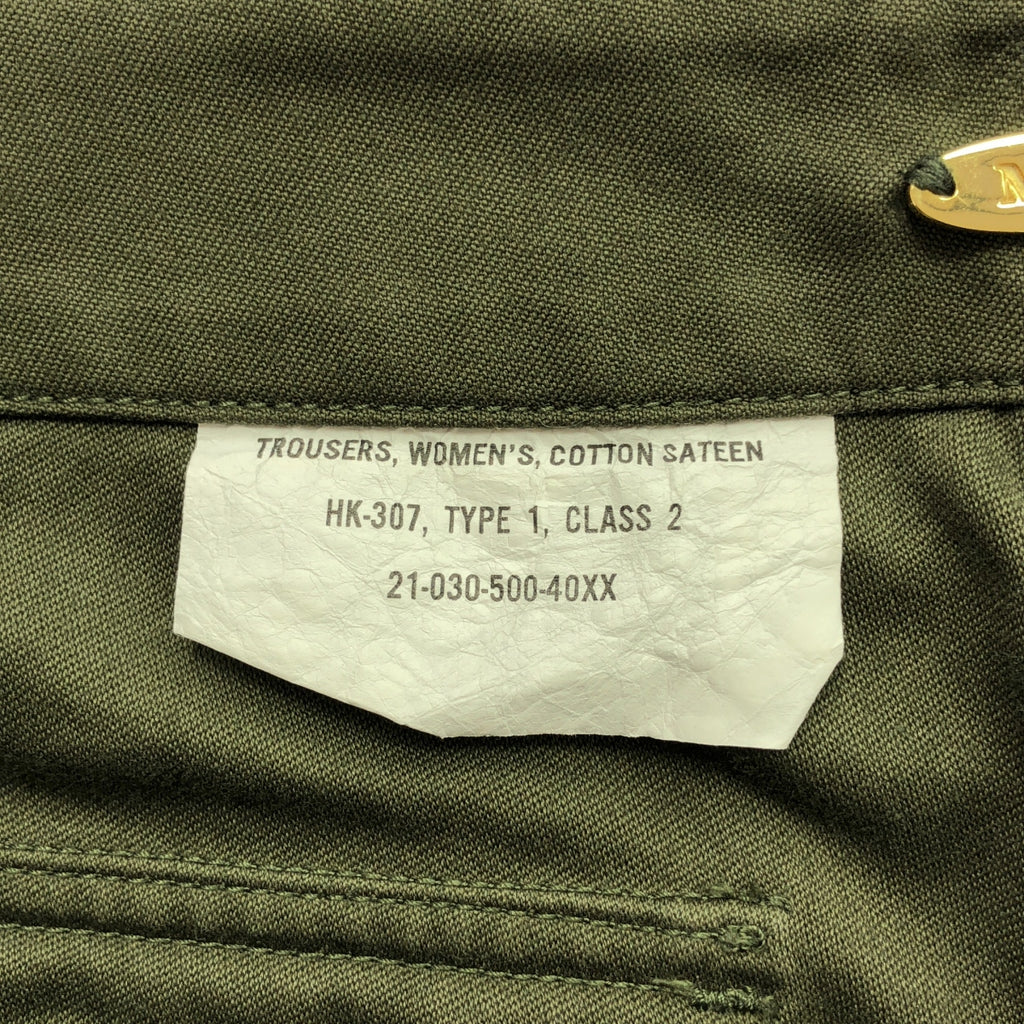 TROUSERS, WOMEN'S, COTTON SATEEN
HK-307, TYPE 1, CLASS 2
21-030-500-40XX